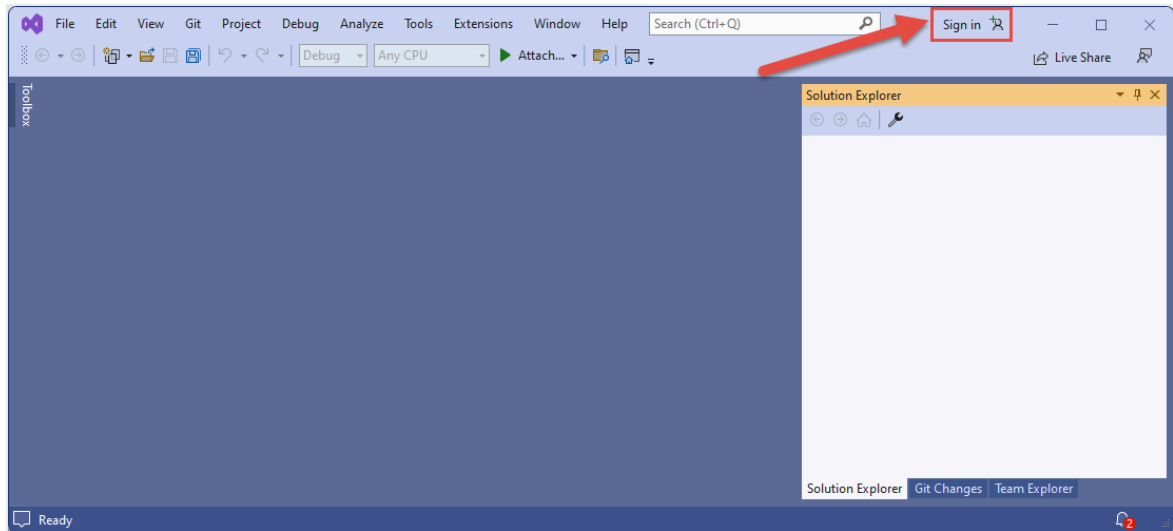 File Edit View Git Project Debug Analyze Tools Extensions Window Help Search (Ctrl+Q) Sign in
Debug Any CPU Attach... Live Share
Toolbox
Solution Explorer
Solution Explorer Git Changes Team Explorer
Ready 2